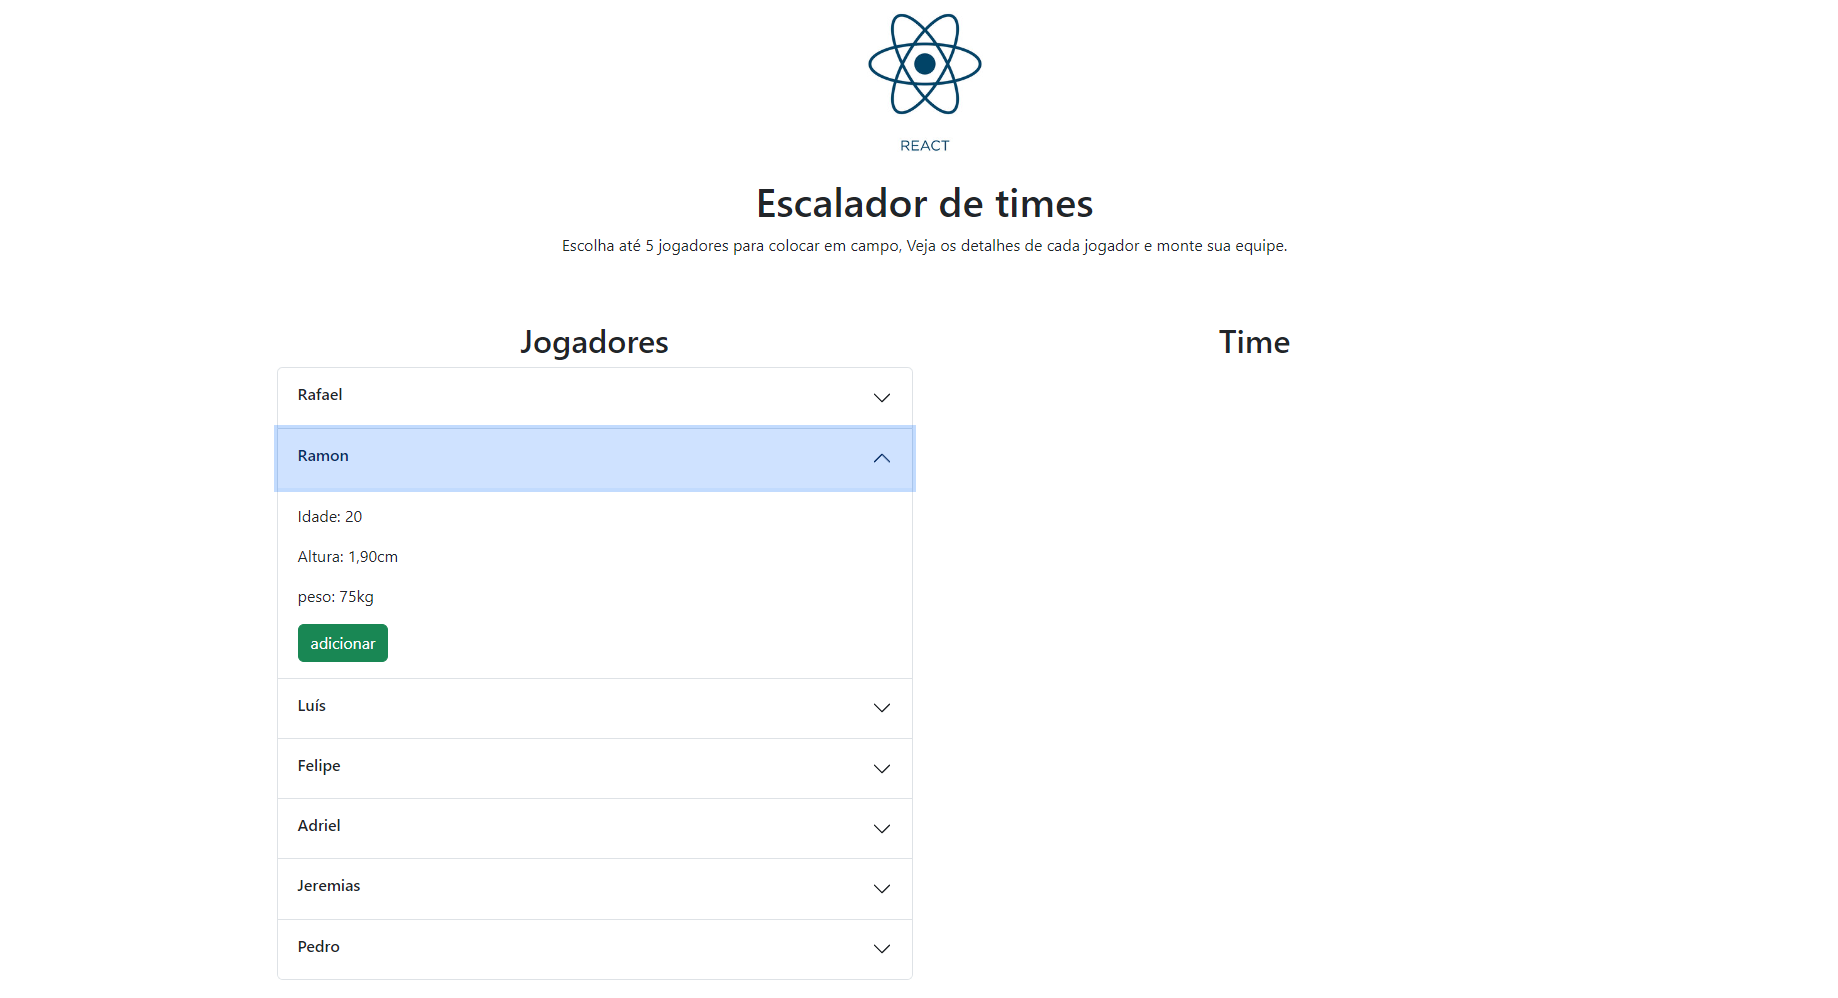 REACT
Escalador de times
Escolha até 5 jogadores para colocar em campo, Veja os detalhes de cada jogador e monte sua equipe.
Jogadores
Rafael
Ramon
Idade: 20
Altura: 1,90cm
peso: 75kg
adicionar
Luís
Felipe
Adriel
Jeremias
Pedro
Time